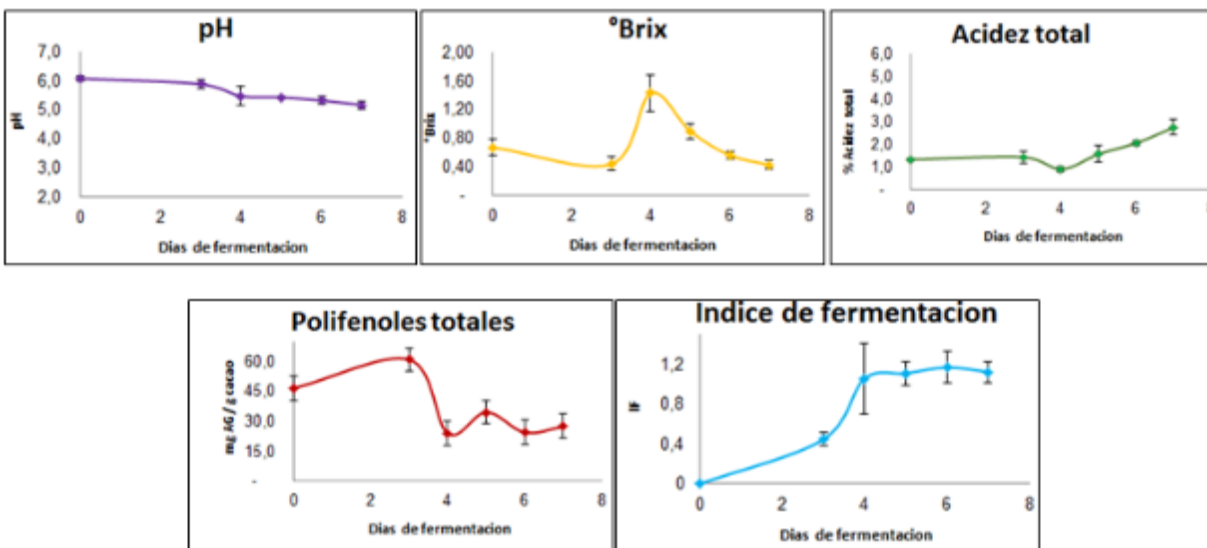 pH
7,0
6,0
5,0
4,0
3,0
2,0
pH
0 2 4 6 8
Dias de fermentacion
°Brix
2,00
1,60
1,20
0,80
0,40
-
°Brix
0 2 4 6 8
Dias de fermentacion
Acidez total
6,0
5,0
4,0
3,0
2,0
1,0
-
% Acidez total
0 2 4 6
Dias de fermentacion
Polifenoles totales
60,0
45,0
30,0
15,0
-
mg AG / g cacao
0 2 4 6 8
Dias de fermentacion
Indice de fermentacion
1,2
0,8
0,4
0
IF
0 2 4 6 8
Dias de fermentacion